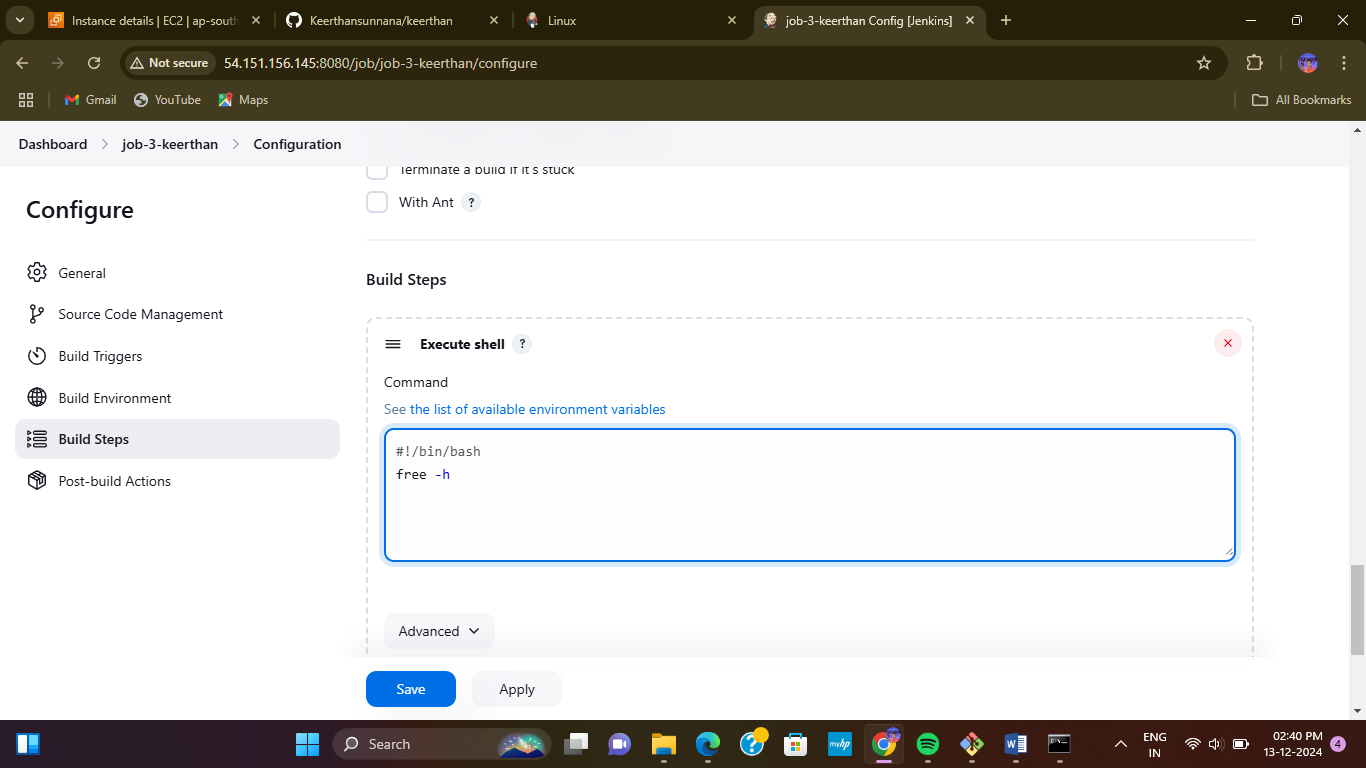 Instance details | EC2 | ap-south
Keerthansunnana/keerthan
Linux
job-3-keerthan Config [Jenkins]
Not secure
54.151.156.145:8080/job/job-3-keerthan/configure
Gmail
YouTube
Maps
All Bookmarks
Dashboard
job-3-keerthan
Configuration
Terminate a build if it's stuck
With Ant ?
Configure
General
Source Code Management
Build Triggers
Build Environment
Build Steps
Post-build Actions
Build Steps
Execute shell ?
Command
See the list of available environment variables
#!/bin/bash
free -h
Advanced
Save
Apply
Search
ENG
IN
02:40 PM
13-12-2024
4